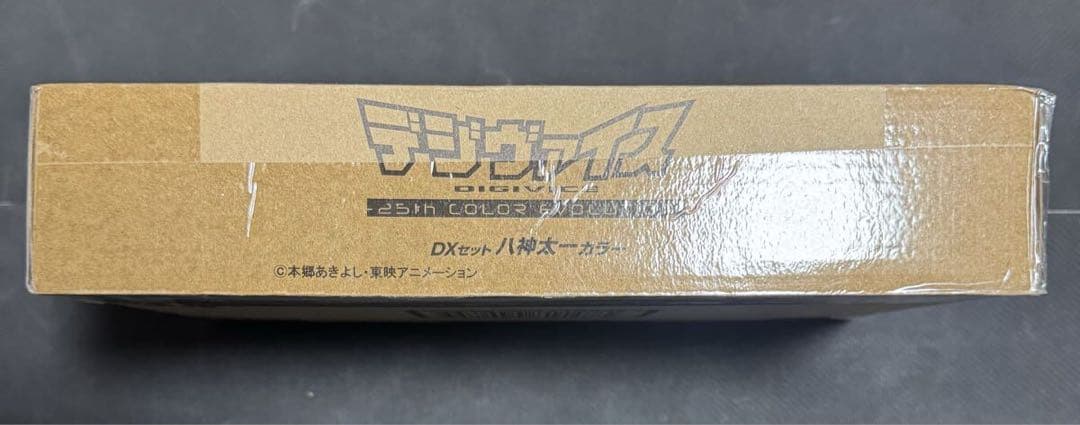 デジヴァイス
DIGIVICE
-25th COLOR EVOLUTION-
DXセット 八神太一カラー
©本郷あきよし・東映アニメーション